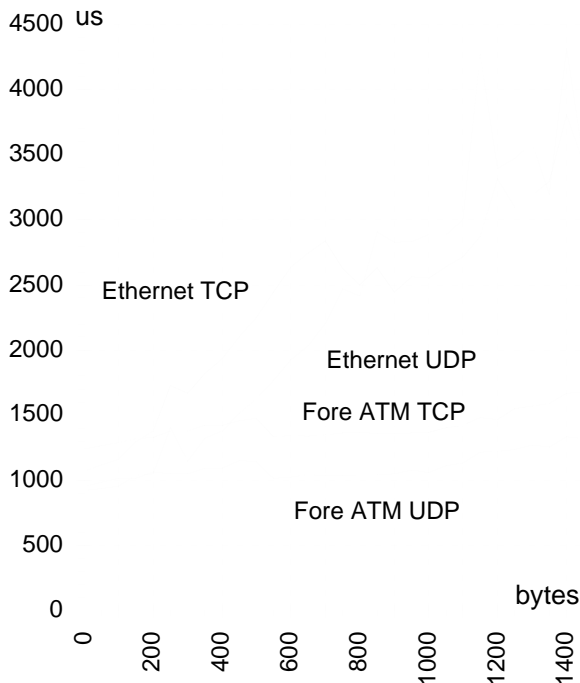 4500 us
4000
3500
3000
2500
Ethernet TCP
2000
Ethernet UDP
1500
Fore ATM TCP
1000
Fore ATM UDP
500
bytes
0
0 200 400 600 800 1000 1200 1400